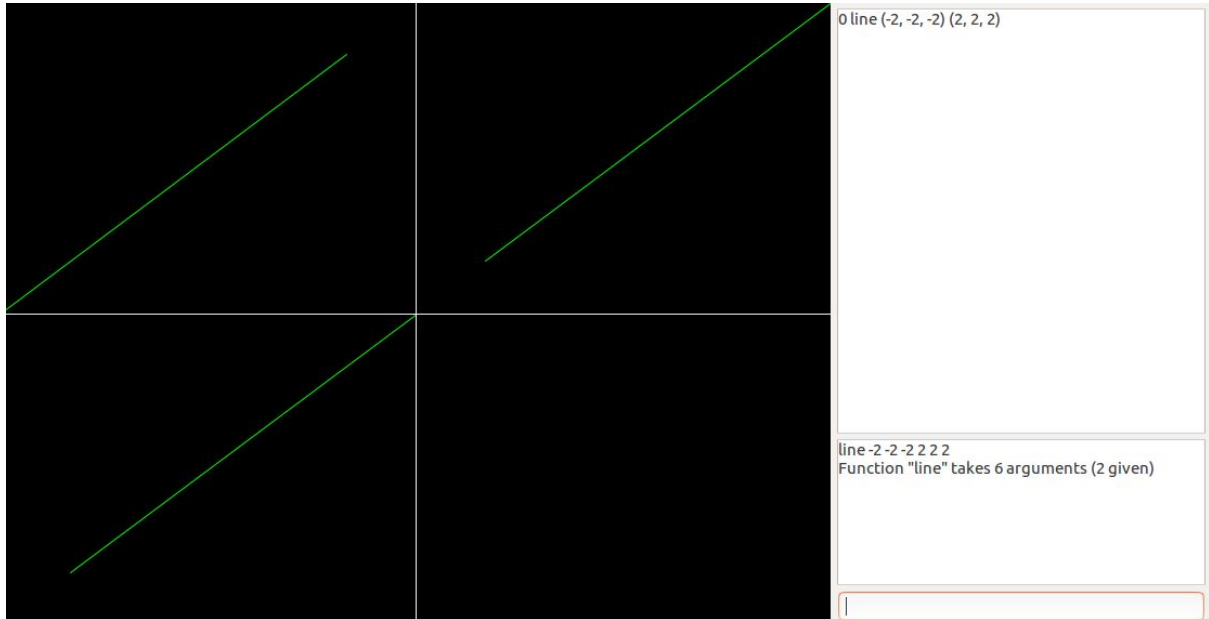 0 line (-2, -2, -2) (2, 2, 2)
line -2 -2 -2 2 2 2
Function "line" takes 6 arguments (2 given)